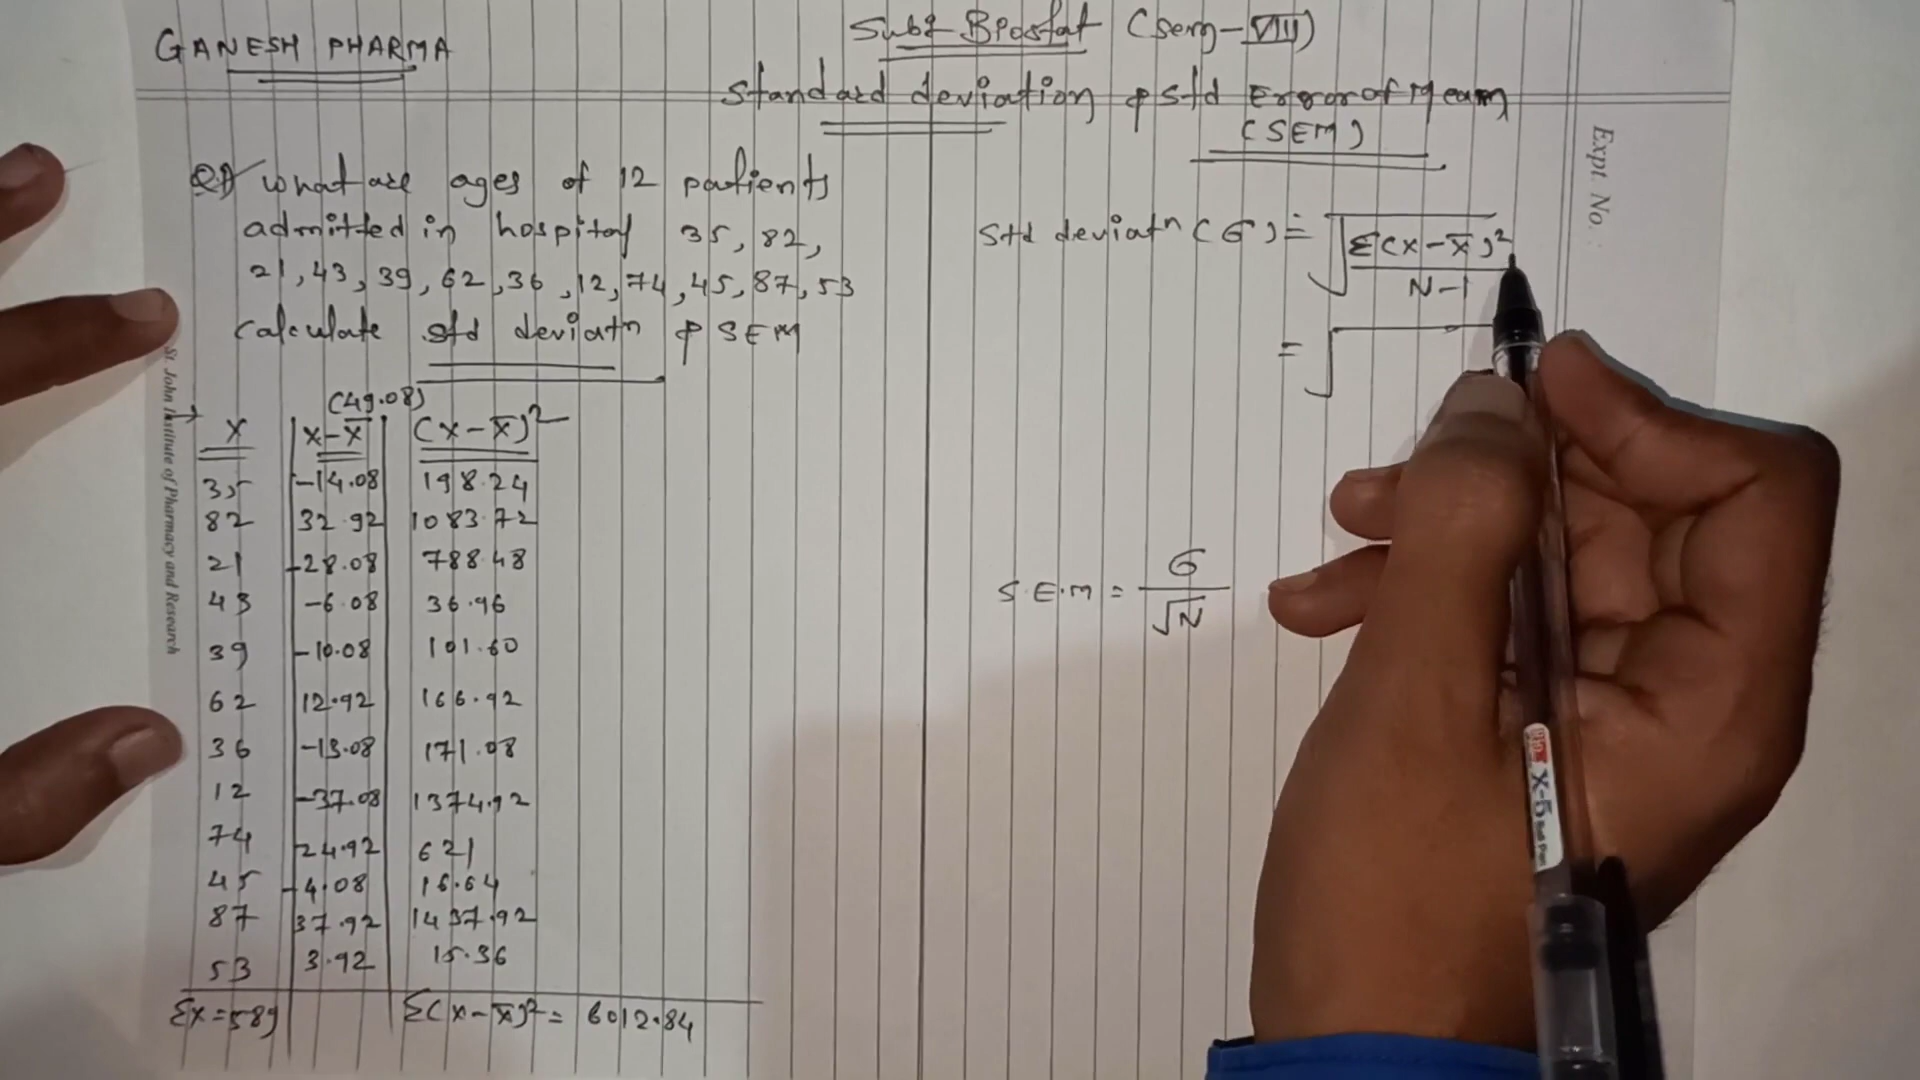 GANESH PHARMA
Sub: Biostat (Sem-VIII)
Standard deviation & Std Error of Mean
(SEM)
Q1) What are ages of 12 patients
admitted in hospital 35, 82,
21, 43, 39, 62, 36, 12, 74, 45, 87, 53
Calculate std deviatn & SEM
(49.08)
x | x-x̄ | (x-x̄)²
35 | -14.08 | 198.24
82 | 32.92 | 1083.72
21 | -28.08 | 788.48
43 | -6.08 | 36.96
39 | -10.08 | 101.60
62 | 12.92 | 166.92
36 | -13.08 | 171.08
12 | -37.08 | 1374.92
74 | 24.92 | 621
45 | -4.08 | 16.64
87 | 37.92 | 1437.92
53 | 3.92 | 15.36
Σx=589 Σ(x-x̄)² = 6012.84
Std deviatn (σ) = √Σ(x-x̄)²
N-1
= √
S.E.M = σ
√N
Expt. No. :
St. John Institute of Pharmacy and Research
X-5